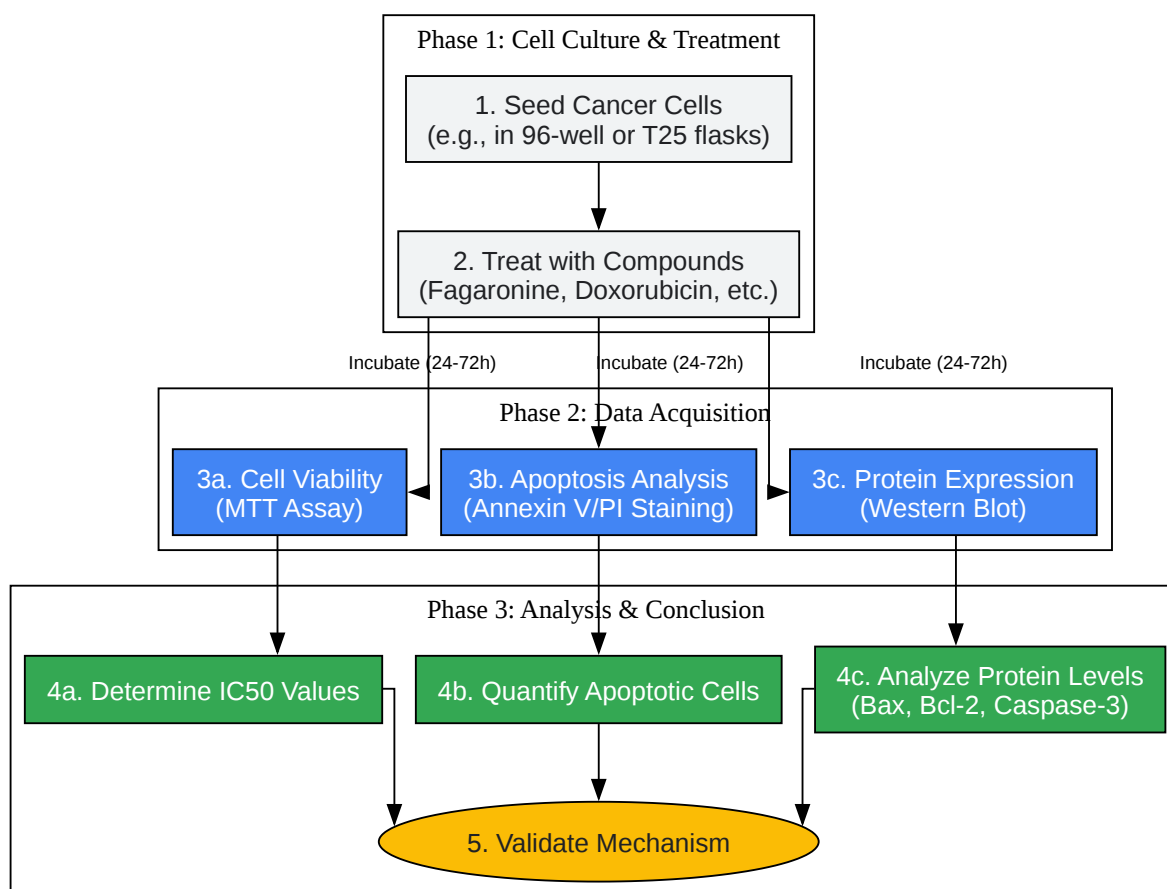 Phase 1: Cell Culture & Treatment
1. Seed Cancer Cells
(e.g., in 96-well or T25 flasks)
2. Treat with Compounds
(Fagaronine, Doxorubicin, etc.)
Incubate (24-72h)
Incubate (24-72h)
Incubate (24-72h)
Phase 2: Data Acquisition
3a. Cell Viability
(MTT Assay)
3b. Apoptosis Analysis
(Annexin V/PI Staining)
3c. Protein Expression
(Western Blot)
Phase 3: Analysis & Conclusion
4a. Determine IC50 Values
4b. Quantify Apoptotic Cells
4c. Analyze Protein Levels
(Bax, Bcl-2, Caspase-3)
5. Validate Mechanism